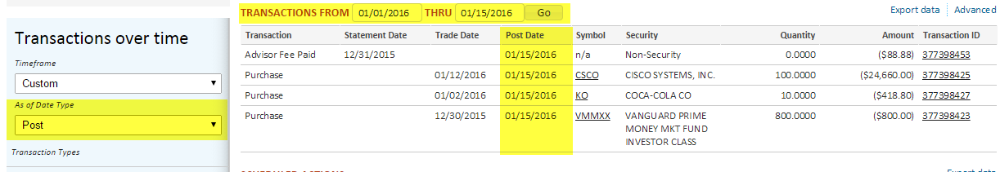 TRANSACTIONS FROM 01/01/2016 THRU 01/15/2016 Go
Export data Advanced
Transactions over time
Timeframe
Custom
As of Date Type
Post
Transaction Types
Transaction Statement Date Trade Date Post Date Symbol Security Quantity Amount Transaction ID
Advisor Fee Paid 12/31/2015 01/15/2016 n/a Non-Security 0.0000 ($88.88) 377398453
Purchase 01/12/2016 01/15/2016 CSCO CISCO SYSTEMS, INC. 100.0000 ($24,660.00) 377398425
Purchase 01/02/2016 01/15/2016 KO COCA-COLA CO 10.0000 ($418.80) 377398427
Purchase 12/30/2015 01/15/2016 VMMXX VANGUARD PRIME 800.0000 ($800.00) 377398423
MONEY MKT FUND
INVESTOR CLASS
SCHEDULED ACTIONS
Export data